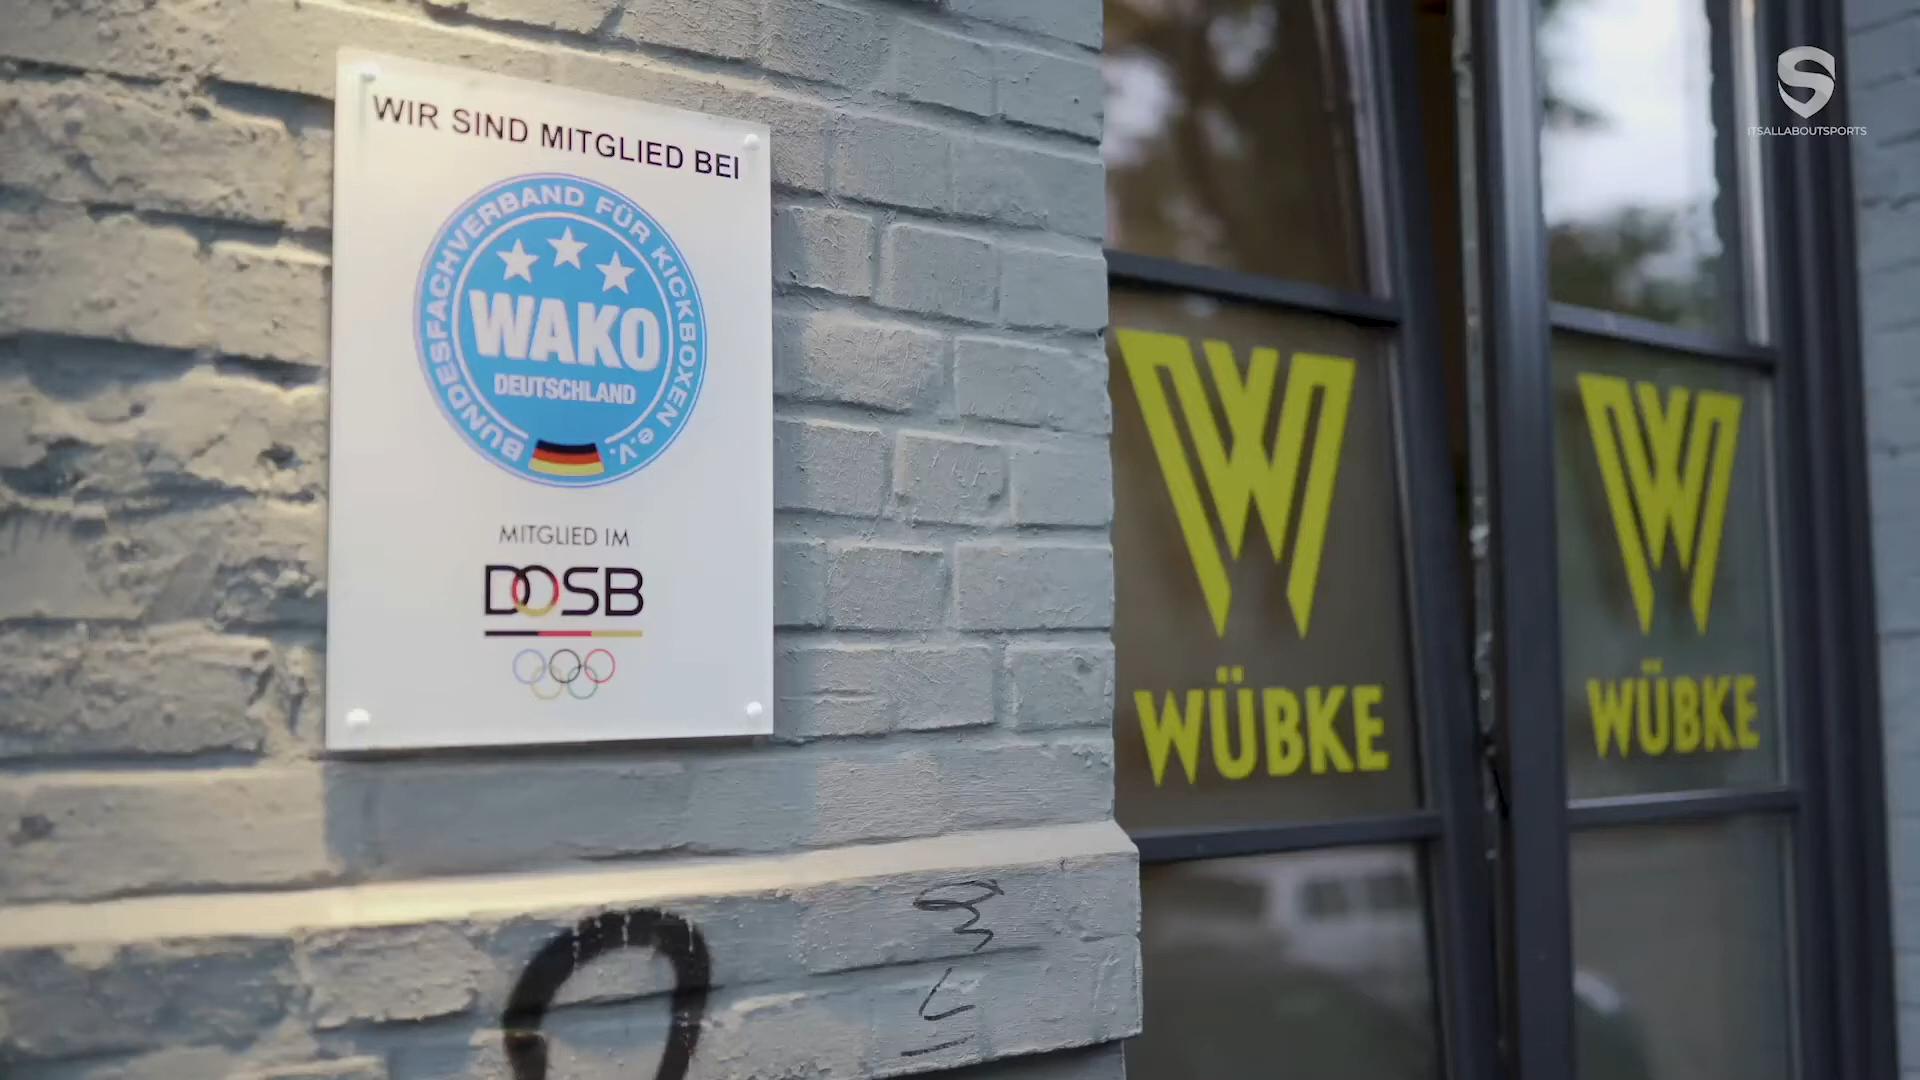 WIR SIND MITGLIED BEI
BUNDESFACHVERBAND FÜR KICKBOXEN e.V.
WAKO
DEUTSCHLAND
MITGLIED IM
DOSB
W
WÜBKE
W
WÜBKE
S
ITSALLABOUTSPORTS